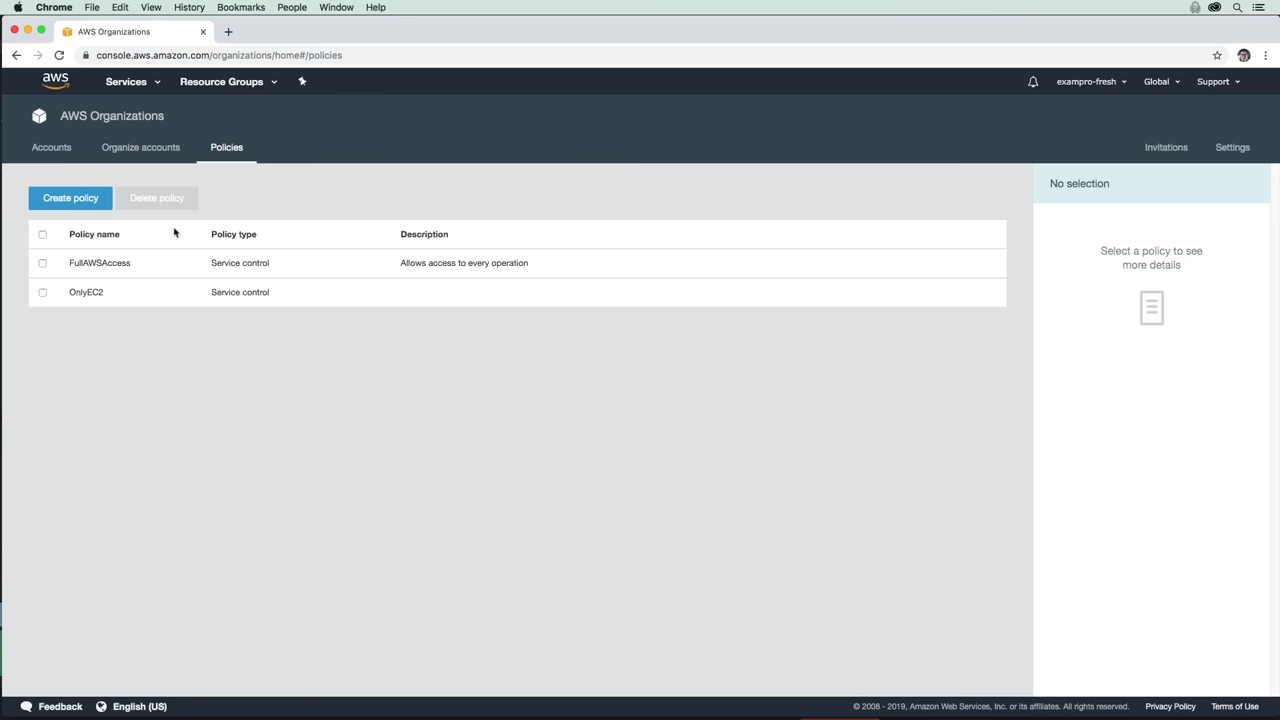 Chrome File Edit View History Bookmarks People Window Help
AWS Organizations
console.aws.amazon.com/organizations/home#/policies
aws Services Resource Groups exampro-fresh Global Support
AWS Organizations
Accounts Organize accounts Policies Invitations Settings
Create policy Delete policy
No selection
Policy name Policy type Description
FullAWSAccess Service control Allows access to every operation
OnlyEC2 Service control
Select a policy to see
more details
Feedback English (US) © 2008 - 2019, Amazon Web Services, Inc. or its affiliates. All rights reserved. Privacy Policy Terms of Use